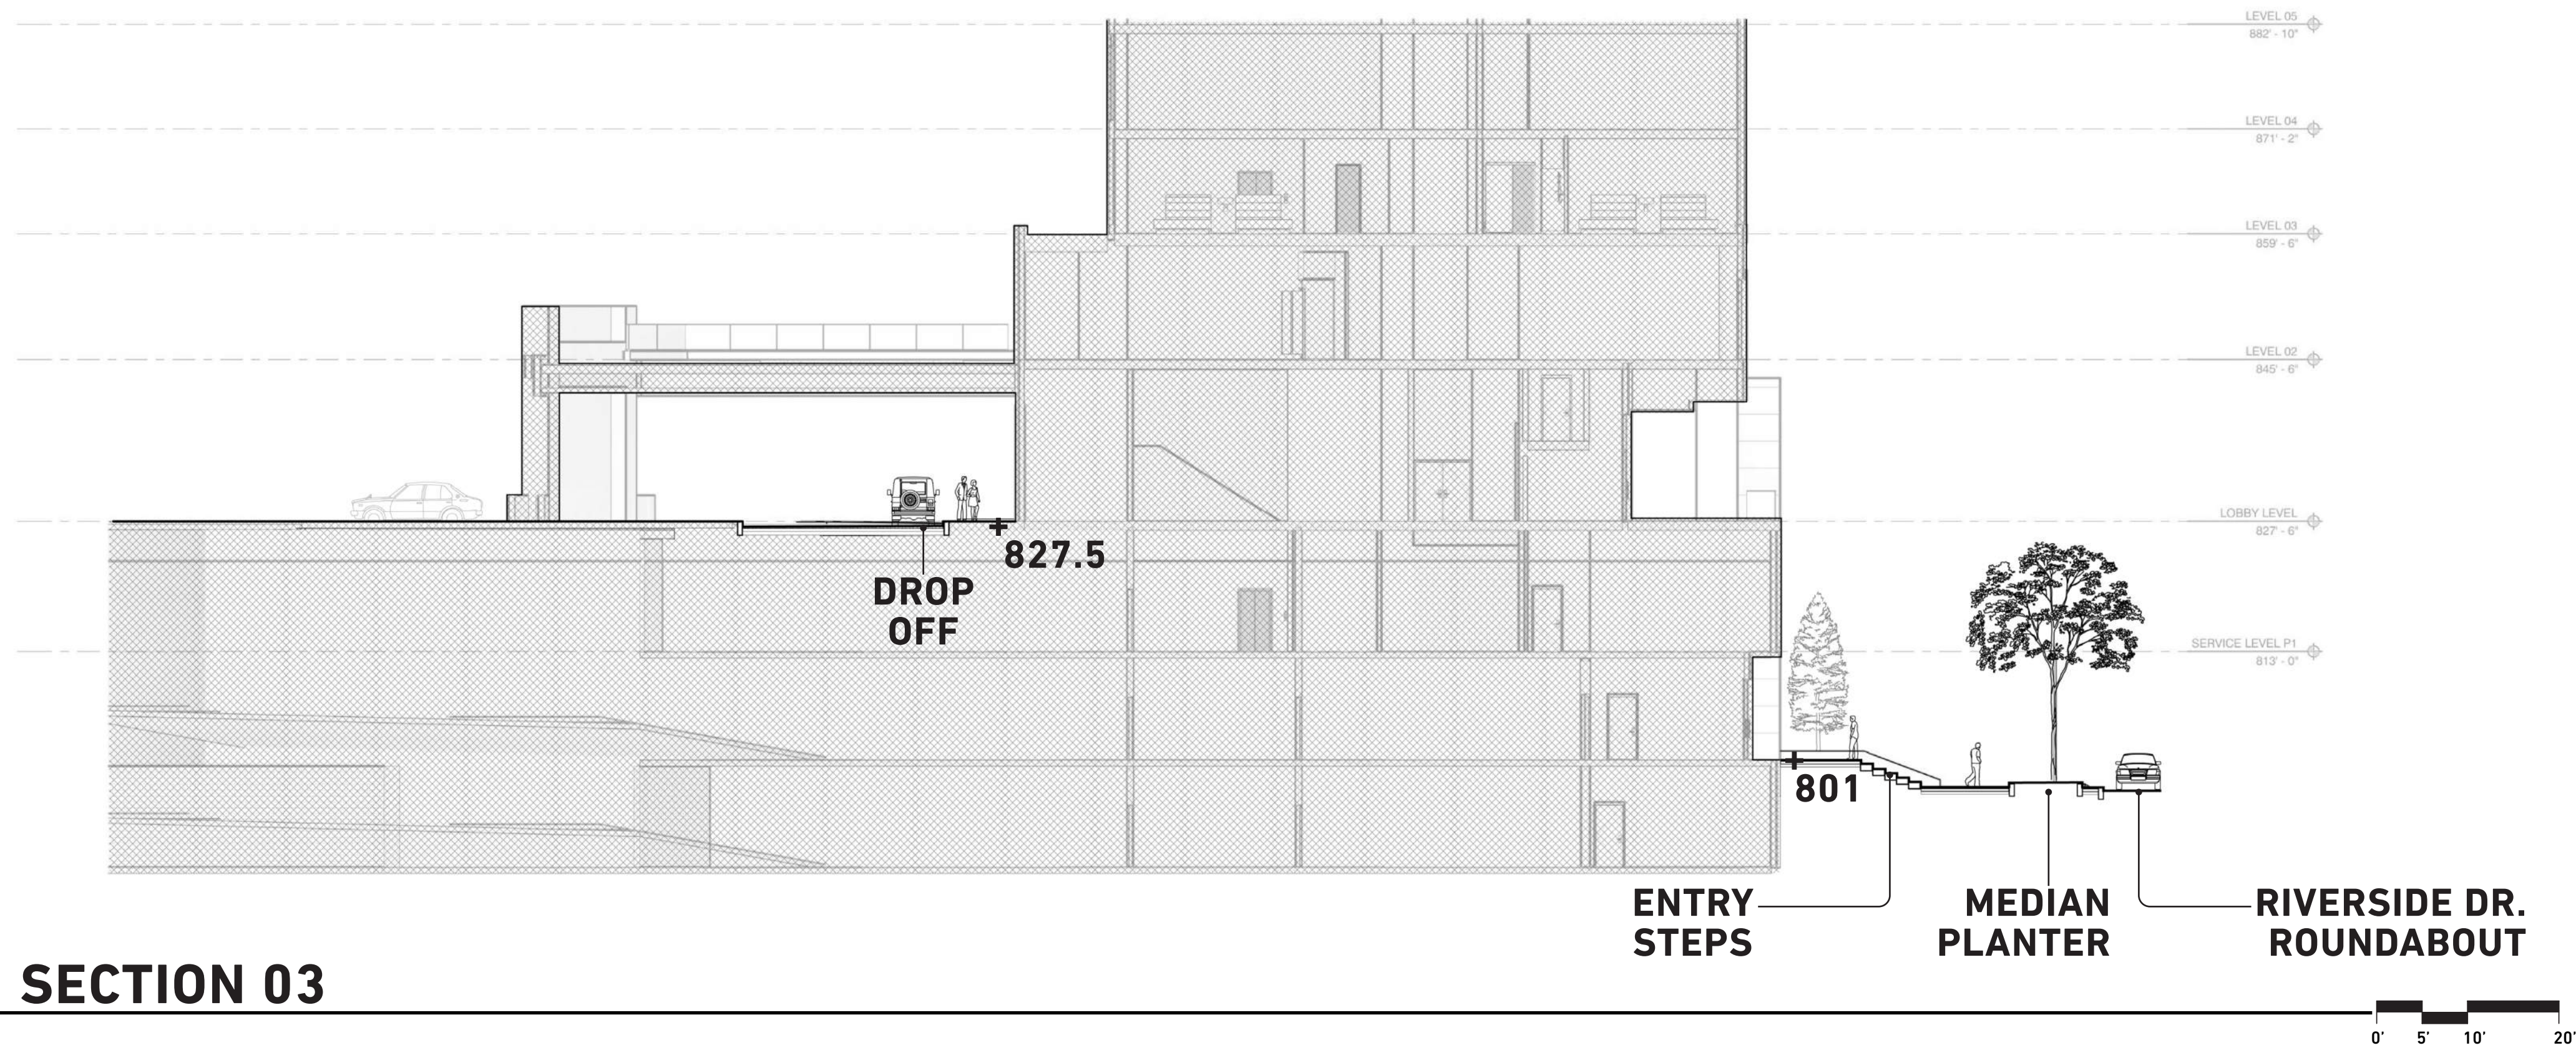 LEVEL 05
882' - 10"
LEVEL 04
871' - 2"
LEVEL 03
859' - 6"
LEVEL 02
845' - 6"
LOBBY LEVEL
827' - 6"
827.5
DROP
OFF
SERVICE LEVEL P1
813' - 0"
801
ENTRY
STEPS
MEDIAN
PLANTER
RIVERSIDE DR.
ROUNDABOUT
SECTION 03
0' 5' 10' 20'